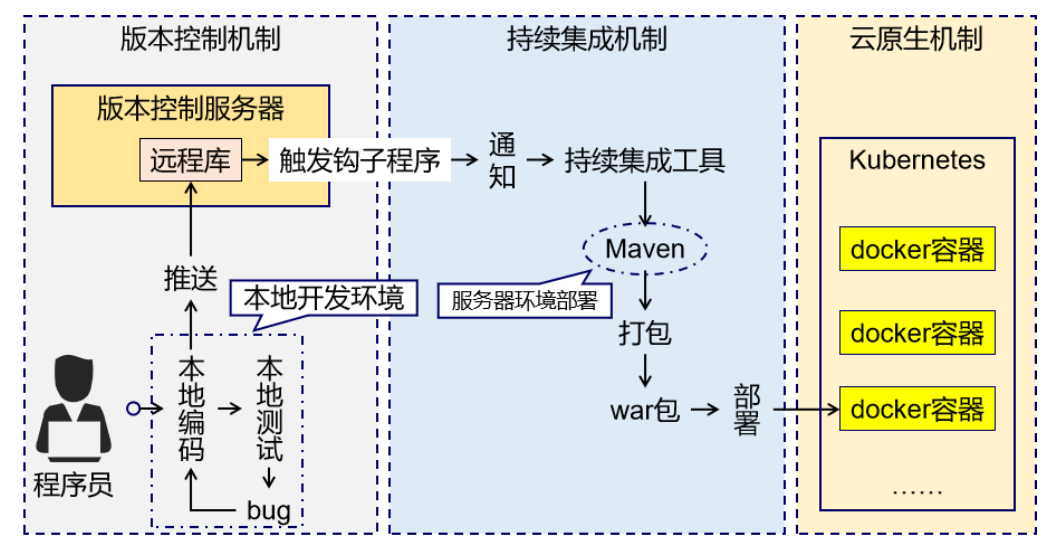 版本控制机制
版本控制服务器
远程库
触发钩子程序
推送
本地开发环境
本地编码
本地测试
bug
程序员
持续集成机制
通知
持续集成工具
Maven
服务器环境部署
打包
war包
部署
云原生机制
Kubernetes
docker容器
docker容器
docker容器
……